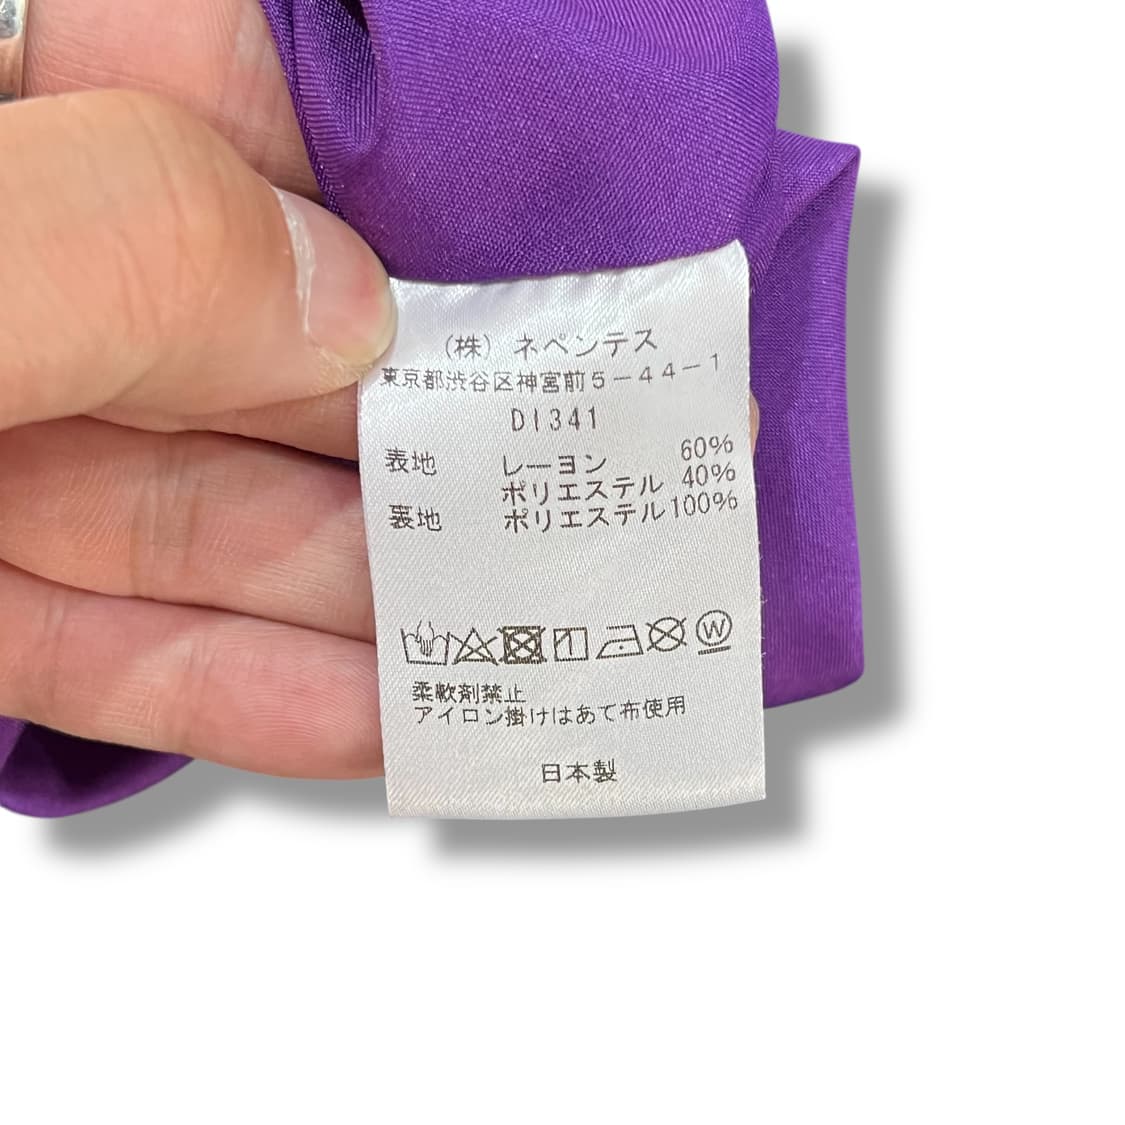 (株) ネペンテス
東京都渋谷区神宮前5-44-1
DI341
表地 レーヨン 60%
ポリエステル 40%
裏地 ポリエステル 100%
W
柔軟剤禁止
アイロン掛けはあて布使用
日本製